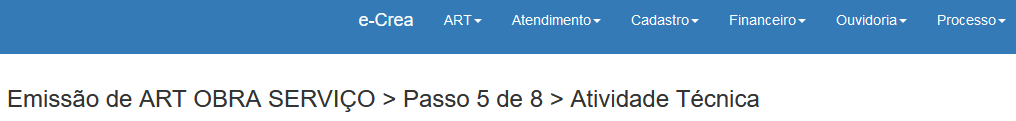 e-Crea ART Atendimento Cadastro Financeiro Ouvidoria Processo
Emissão de ART OBRA SERVIÇO > Passo 5 de 8 > Atividade Técnica